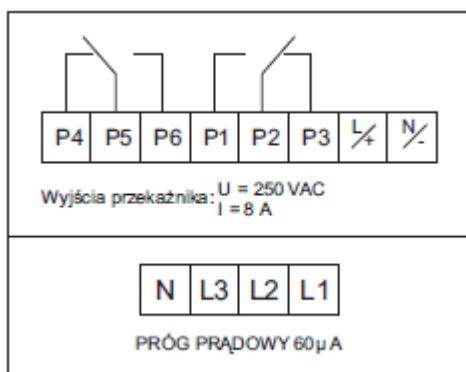 P4 P5 P6 P1 P2 P3 L/+ N/-
Wyjścia przekaźnika: U = 250 VAC
I = 8 A
N L3 L2 L1
PRÓG PRĄDOWY 60µA